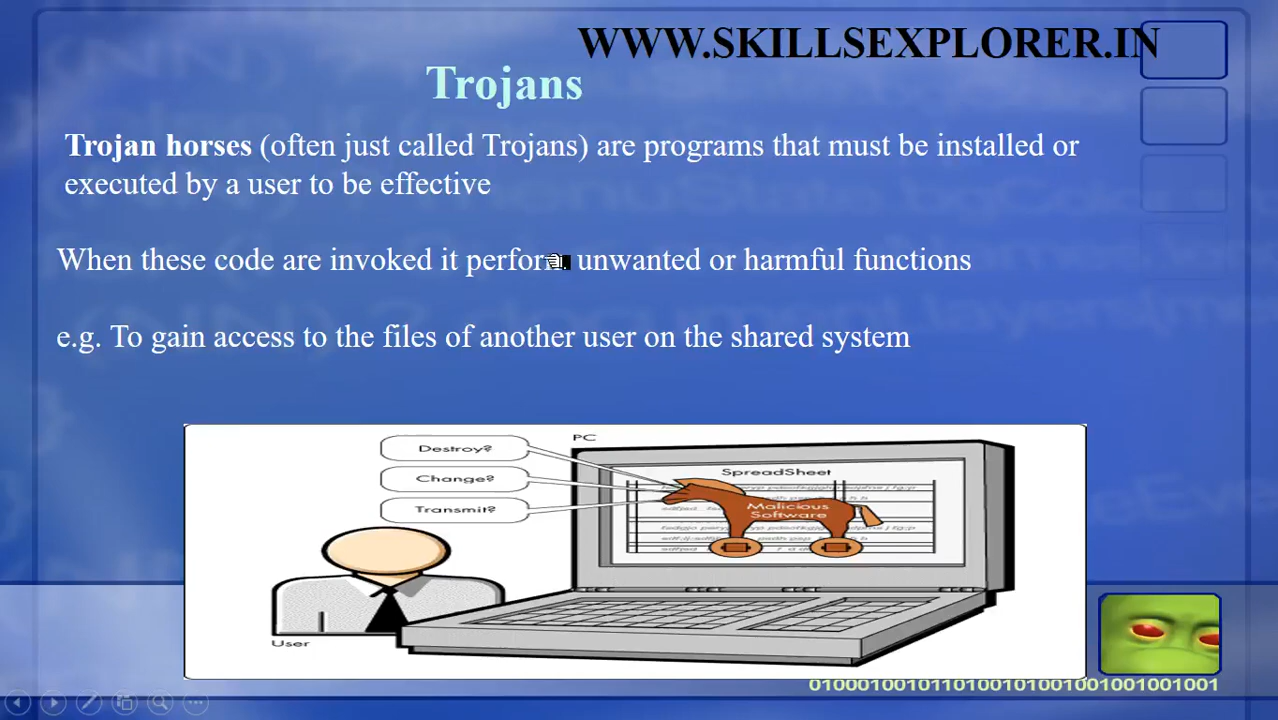 WWW.SKILLSEXPLORER.IN
Trojans
Trojan horses (often just called Trojans) are programs that must be installed or
executed by a user to be effective
When these code are invoked it perform unwanted or harmful functions
e.g. To gain access to the files of another user on the shared system
PC
Destroy?
Change?
Transmit?
SpreadSheet
Malicious
Software
User